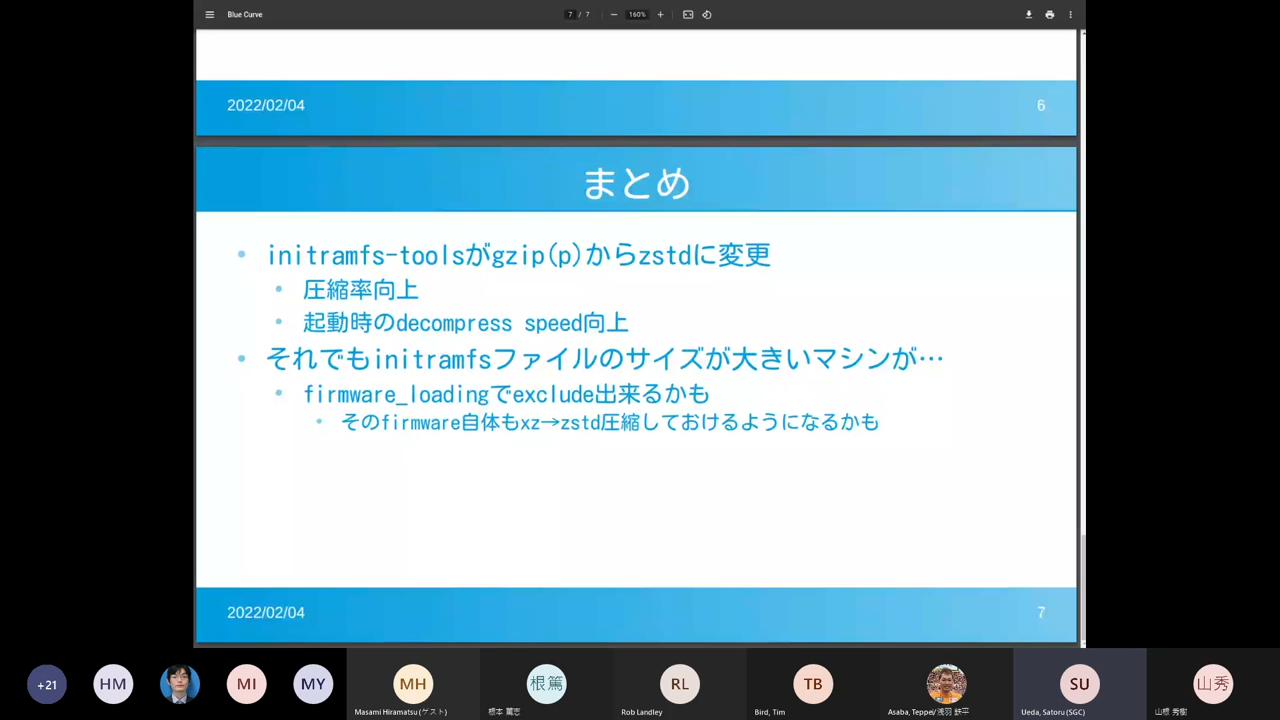 Blue Curve
7 / 7
160%
2022/02/04
6
まとめ
initramfs-toolsがgzip(p)からzstdに変更
圧縮率向上
起動時のdecompress speed向上
それでもinitramfsファイルのサイズが大きいマシンが…
firmware_loadingでexclude出来るかも
そのfirmware自体もxz→zstd圧縮しておけるようになるかも
2022/02/04
7
+21
HM
MI
MY
MH
根篤
RL
TB
SU
山秀
Masami Hiramatsu (ゲスト)
根本 篤志
Rob Landley
Bird, Tim
Asaba, Teppei/浅羽 鉄平
Ueda, Satoru (SGC)
山根 秀樹